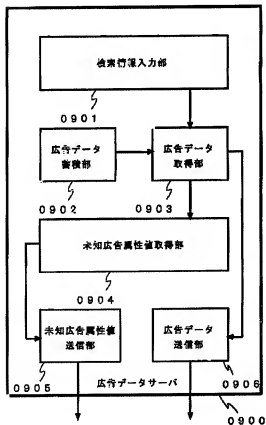 検索情報入力部
0901
広告データ
蓄積部
広告データ
取得部
0902
0903
未知広告属性値取得部
0904
未知広告属性値
送信部
広告データ
送信部
0905
広告データサーバ
0906
0900